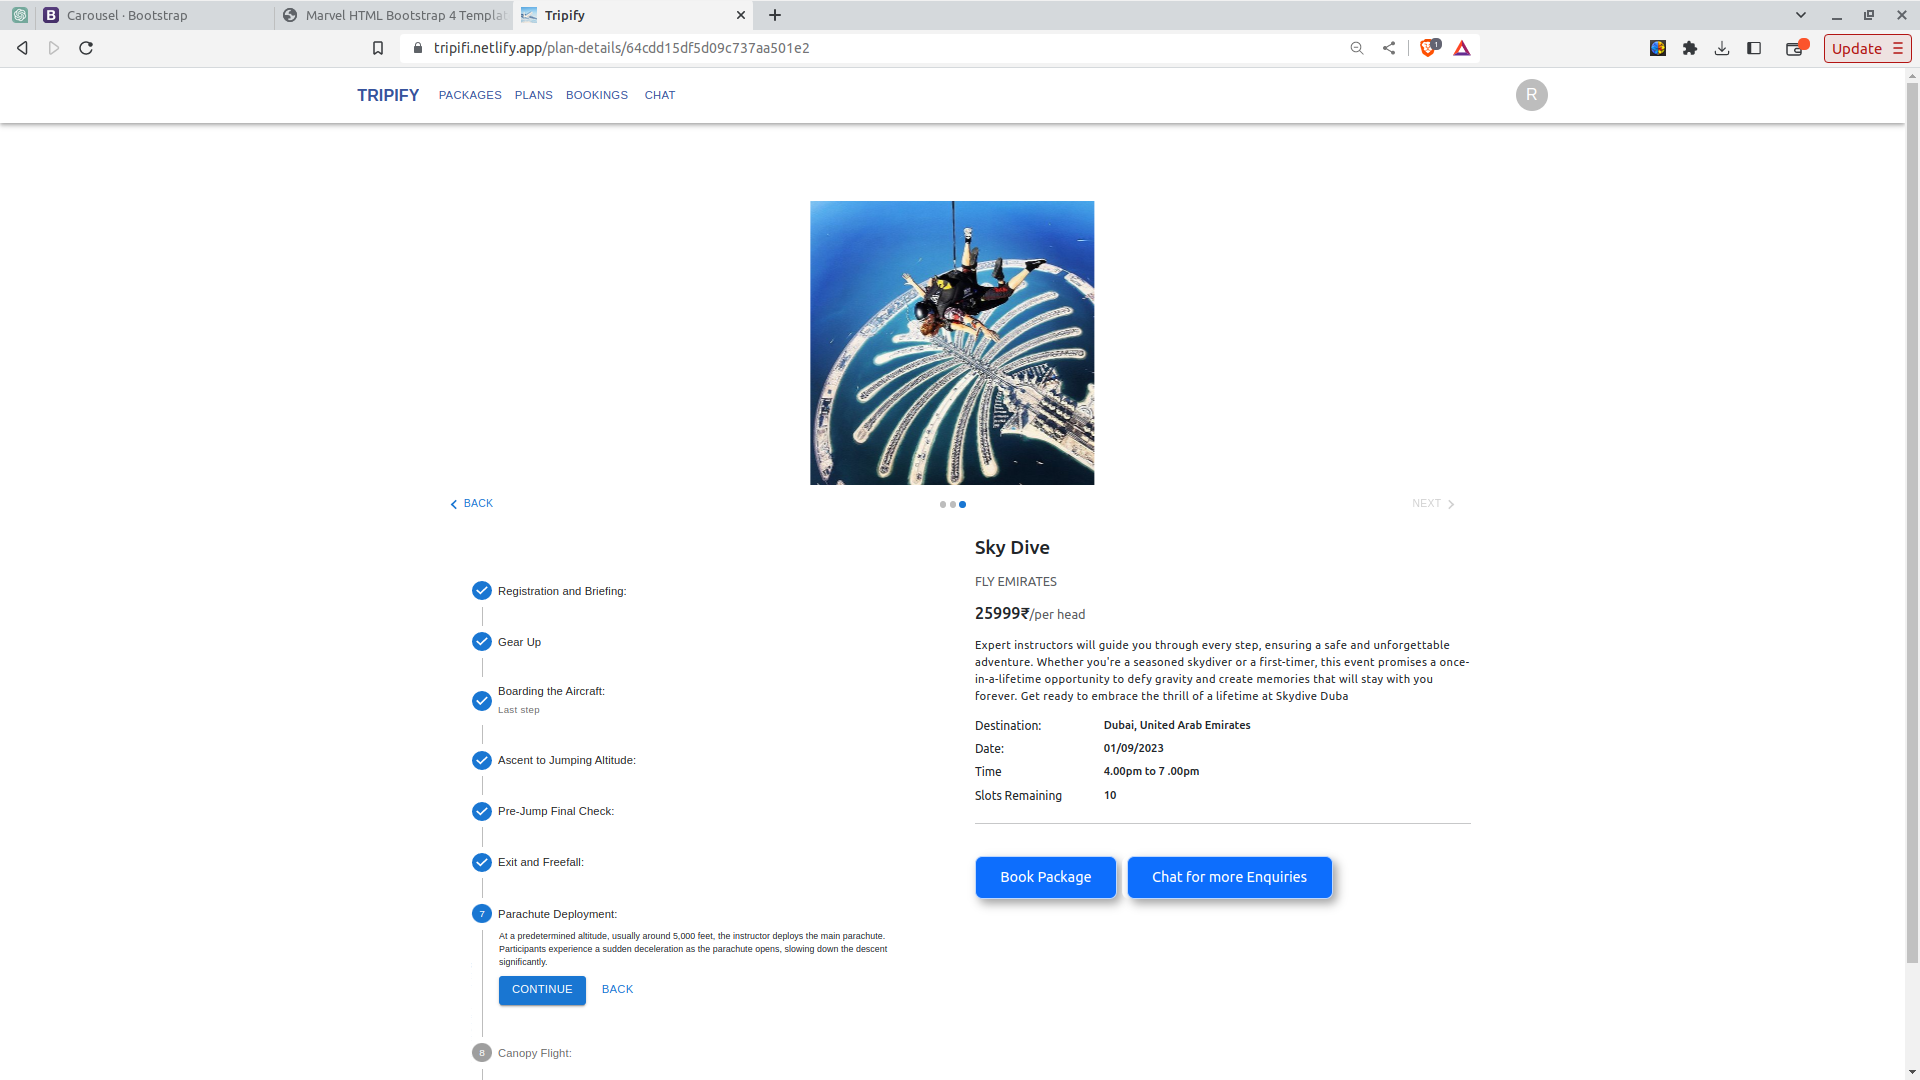 Carousel · Bootstrap
Marvel HTML Bootstrap 4 Templat
Tripify
tripifi.netlify.app/plan-details/64cdd15df5d09c737aa501e2
1
Update
TRIPIFY PACKAGES PLANS BOOKINGS CHAT
R
BACK
NEXT
Registration and Briefing:
Gear Up
Boarding the Aircraft:
Last step
Ascent to Jumping Altitude:
Pre-Jump Final Check:
Exit and Freefall:
7 Parachute Deployment:
At a predetermined altitude, usually around 5,000 feet, the instructor deploys the main parachute.
Participants experience a sudden deceleration as the parachute opens, slowing down the descent
significantly.
CONTINUE BACK
8 Canopy Flight:
Sky Dive
FLY EMIRATES
25999₹/per head
Expert instructors will guide you through every step, ensuring a safe and unforgettable
adventure. Whether you're a seasoned skydiver or a first-timer, this event promises a once-
in-a-lifetime opportunity to defy gravity and create memories that will stay with you
forever. Get ready to embrace the thrill of a lifetime at Skydive Duba
Destination: Dubai, United Arab Emirates
Date: 01/09/2023
Time 4.00pm to 7 .00pm
Slots Remaining 10
Book Package
Chat for more Enquiries